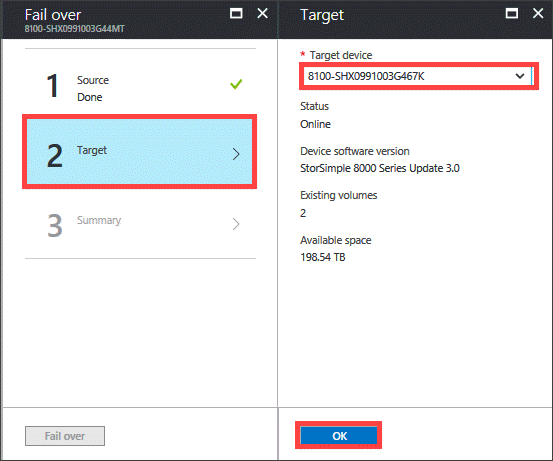 Fail over
8100-SHX0991003G44MT
1
Source
Done
2
Target
3
Summary
Fail over
Target
* Target device
8100-SHX0991003G467K
Status
Online
Device software version
StorSimple 8000 Series Update 3.0
Existing volumes
2
Available space
198.54 TB
OK